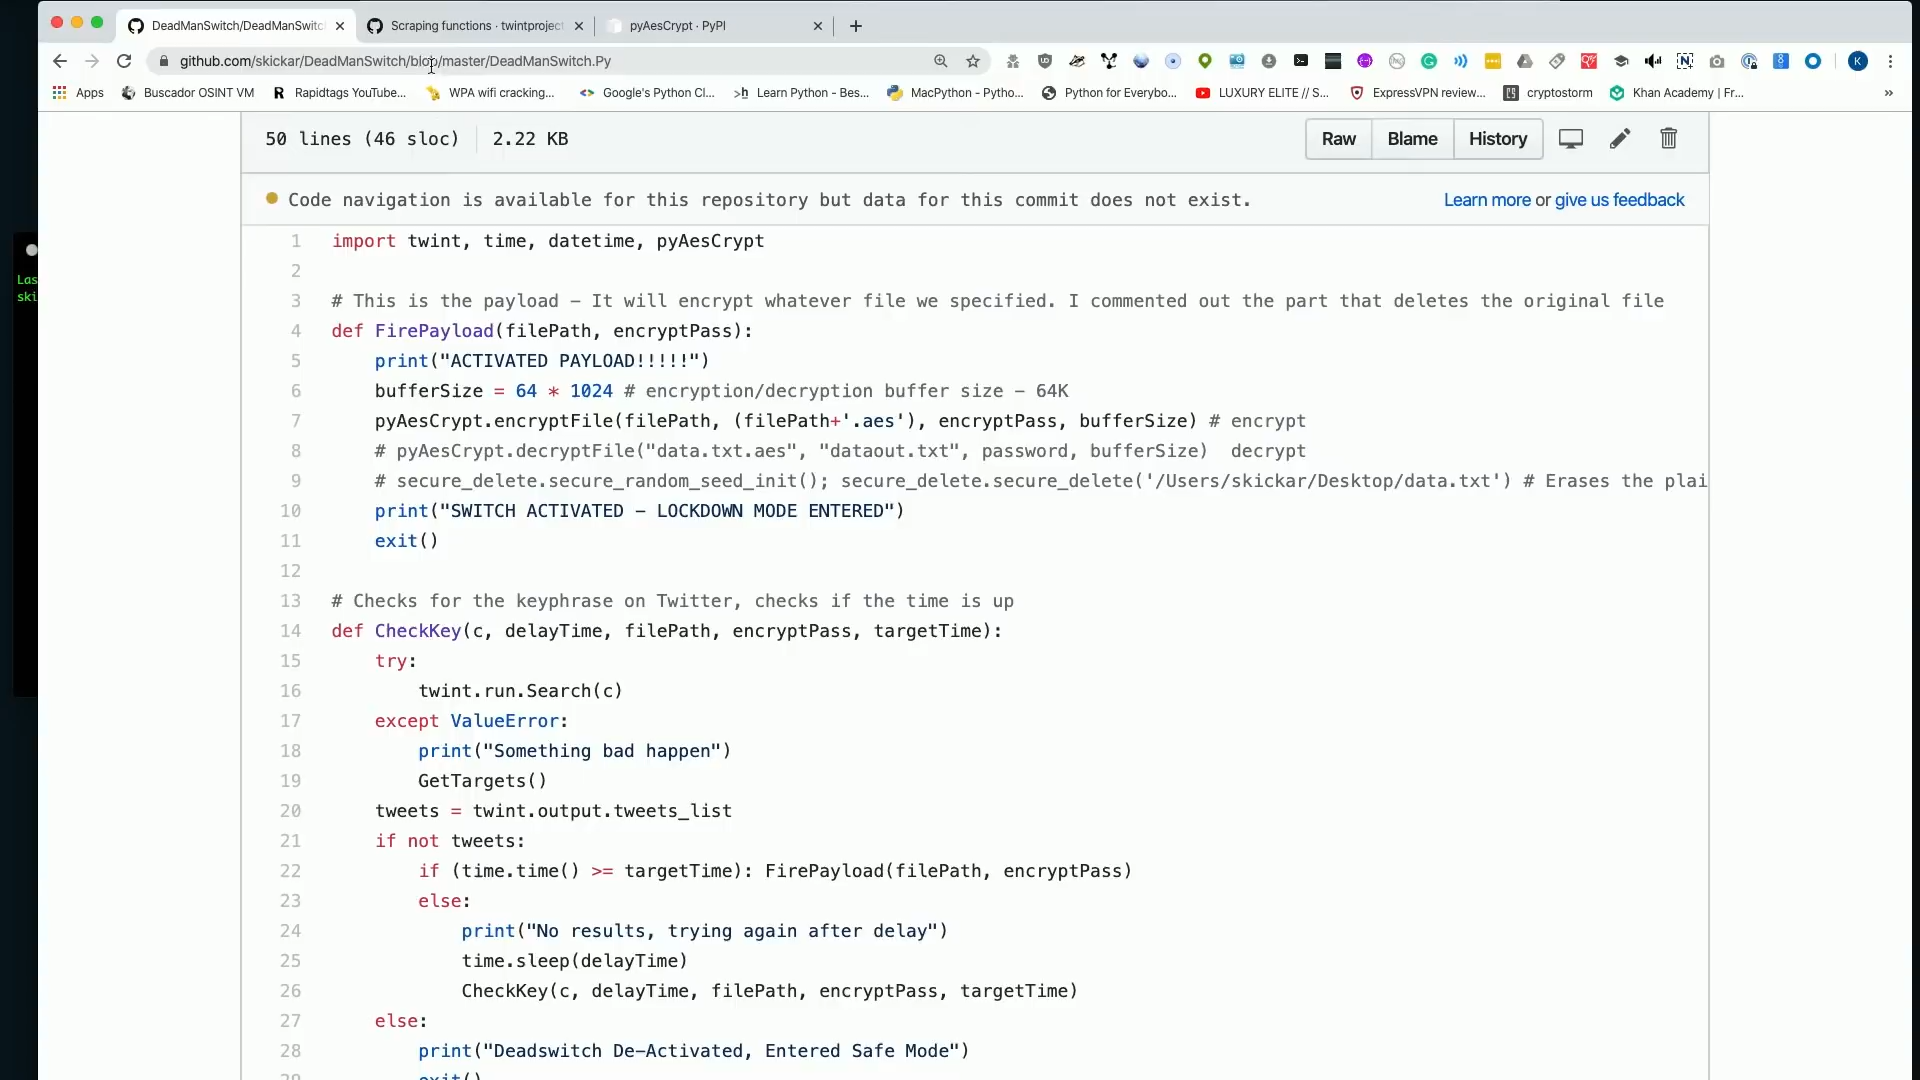 DeadManSwitch/DeadManSwitc
Scraping functions · twintproject
pyAesCrypt · PyPI
github.com/skickar/DeadManSwitch/blob/master/DeadManSwitch.Py
Apps
Buscador OSINT VM
Rapidtags YouTube...
WPA wifi cracking...
Google's Python Cl...
Learn Python - Bes...
MacPython - Pytho...
Python for Everybo...
LUXURY ELITE // S...
ExpressVPN review...
cryptostorm
Khan Academy | Fr...
»
50 lines (46 sloc)
2.22 KB
Raw
Blame
History
Code navigation is available for this repository but data for this commit does not exist.
Learn more or give us feedback
Las
ski
1 import twint, time, datetime, pyAesCrypt
2
3 # This is the payload – It will encrypt whatever file we specified. I commented out the part that deletes the original file
4 def FirePayload(filePath, encryptPass):
5 print("ACTIVATED PAYLOAD!!!!!")
6 bufferSize = 64 * 1024 # encryption/decryption buffer size – 64K
7 pyAesCrypt.encryptFile(filePath, (filePath+'.aes'), encryptPass, bufferSize) # encrypt
8 # pyAesCrypt.decryptFile("data.txt.aes", "dataout.txt", password, bufferSize)  decrypt
9 # secure_delete.secure_random_seed_init(); secure_delete.secure_delete('/Users/skickar/Desktop/data.txt') # Erases the plai
10 print("SWITCH ACTIVATED – LOCKDOWN MODE ENTERED")
11 exit()
12
13 # Checks for the keyphrase on Twitter, checks if the time is up
14 def CheckKey(c, delayTime, filePath, encryptPass, targetTime):
15 try:
16 twint.run.Search(c)
17 except ValueError:
18 print("Something bad happen")
19 GetTargets()
20 tweets = twint.output.tweets_list
21 if not tweets:
22 if (time.time() >= targetTime): FirePayload(filePath, encryptPass)
23 else:
24 print("No results, trying again after delay")
25 time.sleep(delayTime)
26 CheckKey(c, delayTime, filePath, encryptPass, targetTime)
27 else:
28 print("Deadswitch De–Activated, Entered Safe Mode")
29 exit()